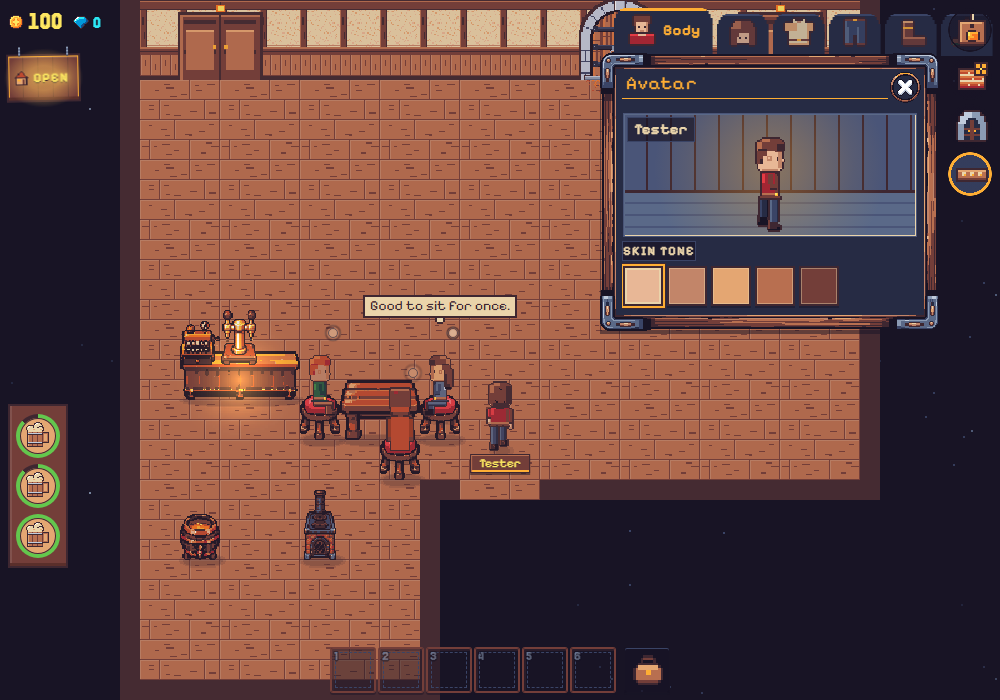 100
0
OPEN
Body
Avatar
Tester
SKIN TONE
Good to sit for once.
Tester
1
2
3
4
5
6